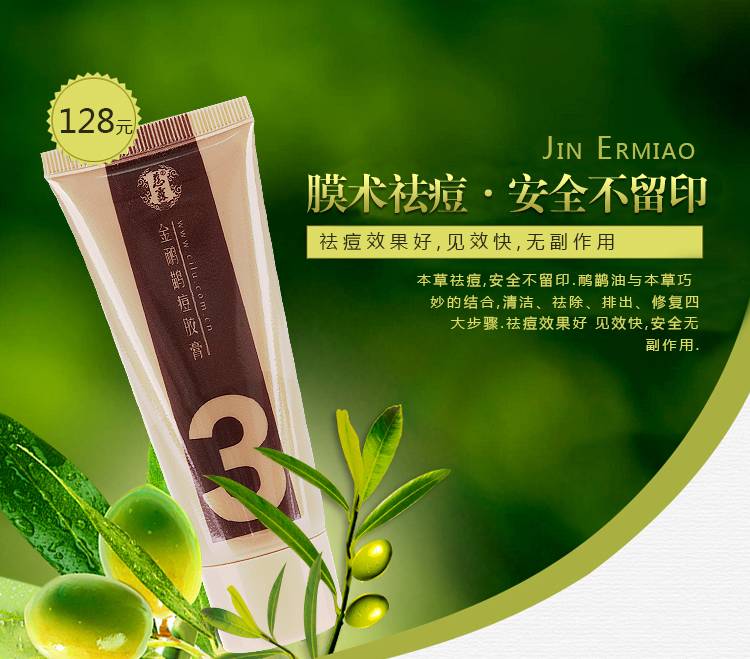 128元
JIN ERMIAO
膜术祛痘·安全不留印
祛痘效果好,见效快,无副作用
本草祛痘,安全不留印.鸸鹋油与本草巧
妙的结合,清洁、祛除、排出、修复四
大步骤.祛痘效果好 见效快,安全无
副作用.
www.cllu.com.cn
金鸸鹋痘胶膏
3